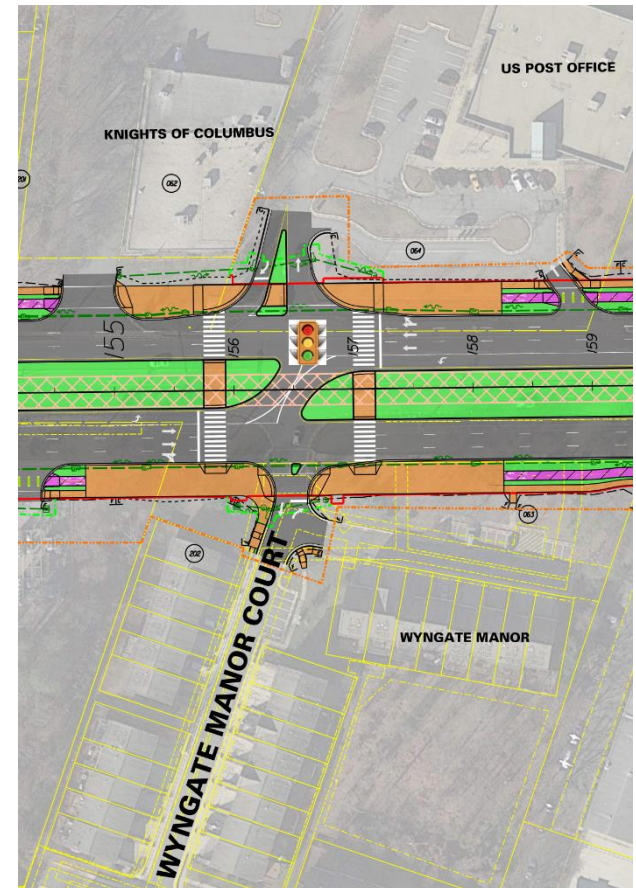 US POST OFFICE
KNIGHTS OF COLUMBUS
201
062
064
155
156
157
158
159
202
063
WYNGATE MANOR COURT
WYNGATE MANOR